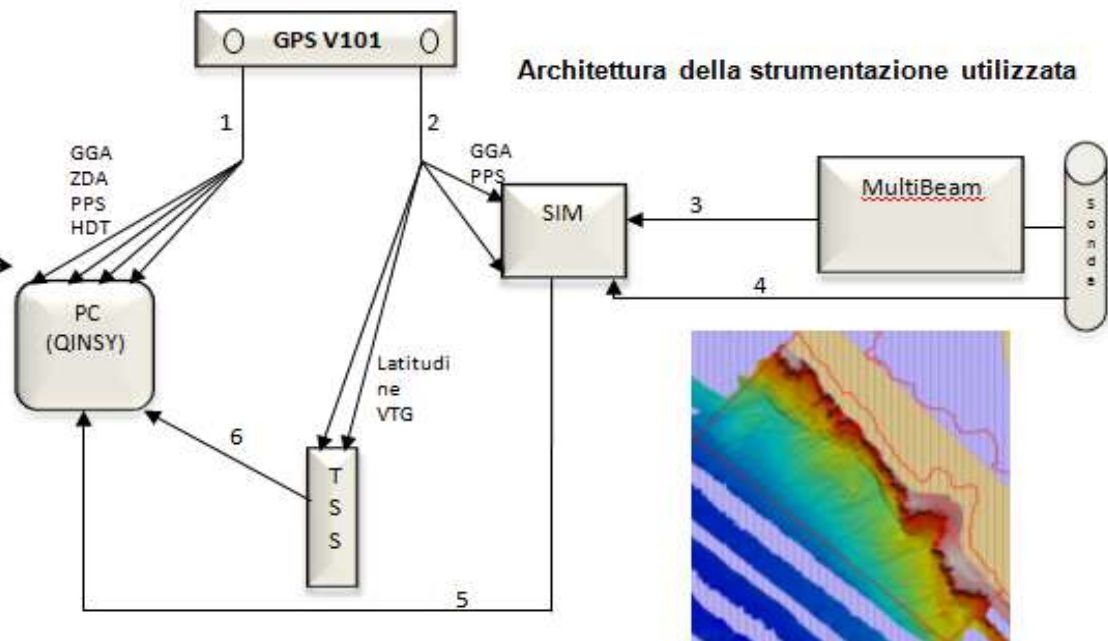 GPS V101
Architettura della strumentazione utilizzata
1
2
GGA
ZDA
PPS
HDT
GGA
PPS
SIM
3
MultiBeam
4
sonde
PC
(QINSY)
Latitudi
ne
VTG
6
T
S
S
5